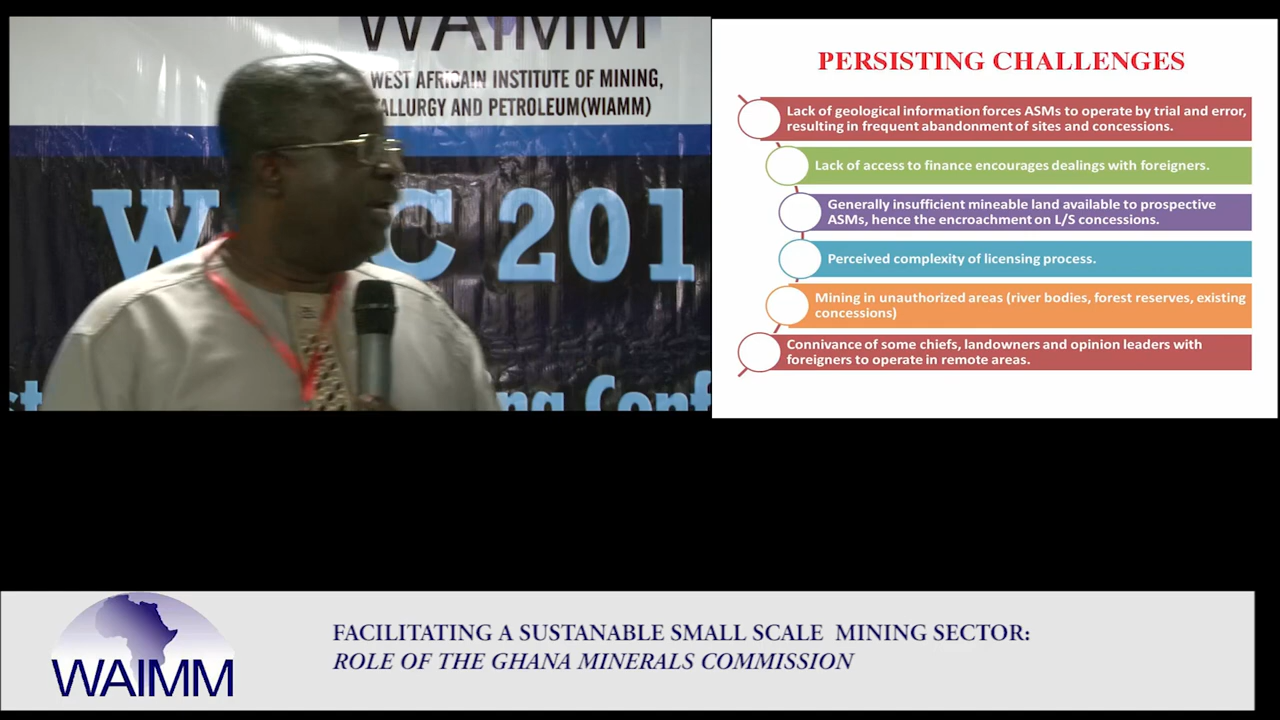 WAIMM
WEST AFRICAIN INSTITUTE OF MINING,
ALLURGY AND PETROLEUM(WIAMM)
W C 201
ng Conf
PERSISTING CHALLENGES
Lack of geological information forces ASMs to operate by trial and error,
resulting in frequent abandonment of sites and concessions.
Lack of access to finance encourages dealings with foreigners.
Generally insufficient mineable land available to prospective
ASMs, hence the encroachment on L/S concessions.
Perceived complexity of licensing process.
Mining in unauthorized areas (river bodies, forest reserves, existing
concessions)
Connivance of some chiefs, landowners and opinion leaders with
foreigners to operate in remote areas.
WAIMM
FACILITATING A SUSTANABLE SMALL SCALE MINING SECTOR:
ROLE OF THE GHANA MINERALS COMMISSION